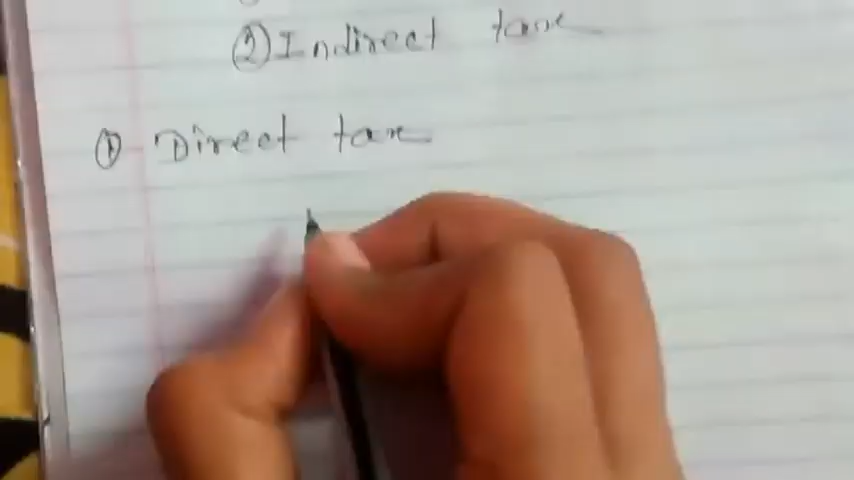 ② Indirect tax
① Direct tax